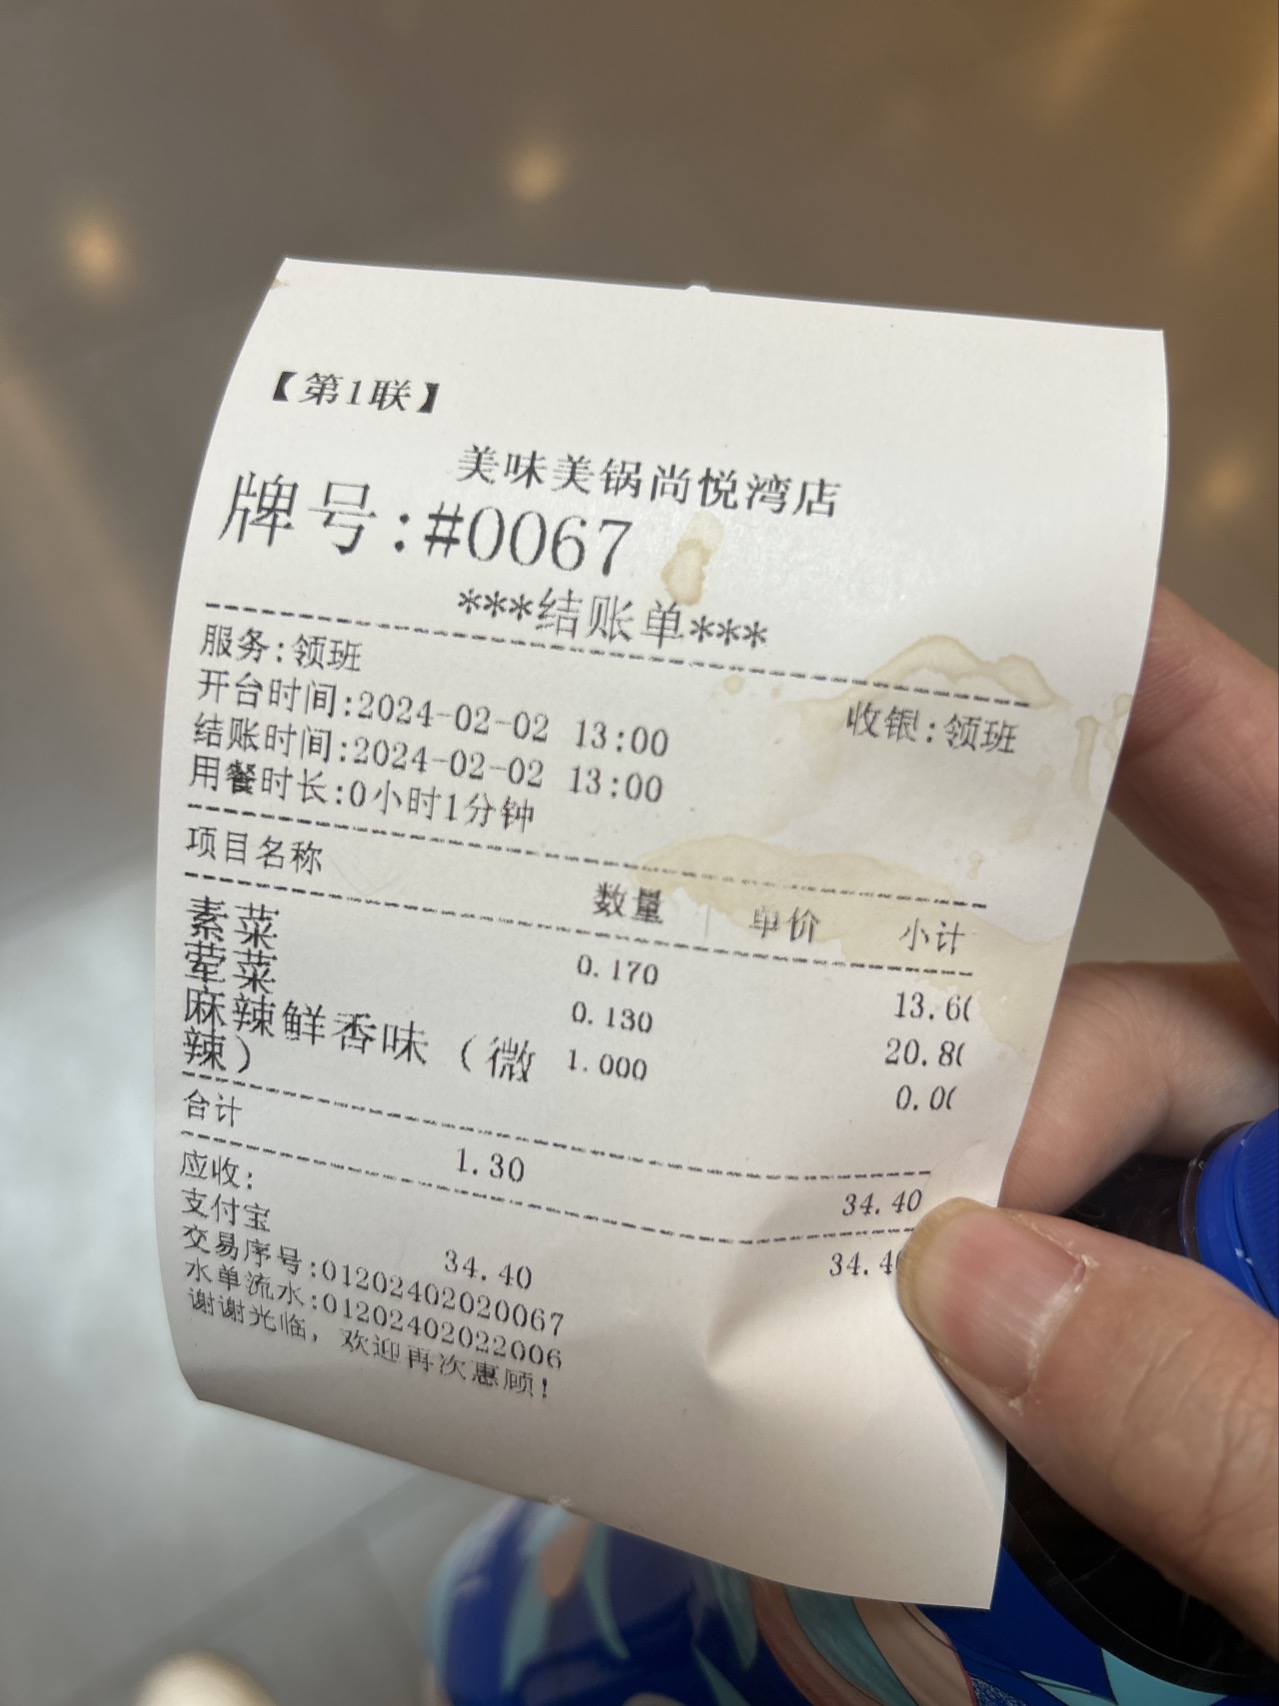 【第1联】
美味美锅尚悦湾店
牌号:#0067
***结账单***
服务:领班 收银:领班
开台时间:2024-02-02 13:00
结账时间:2024-02-02 13:00
用餐时长:0小时1分钟
项目名称 数量 单价 小计
素菜 0.170 13.6
荤菜 0.130 20.8
麻辣鲜香味（微 1.000 0.0
辣）
合计 1.30 34.40
应收: 34.4
支付宝 34.40
交易序号:01202402020067
水单流水:01202402022006
谢谢光临，欢迎再次惠顾!